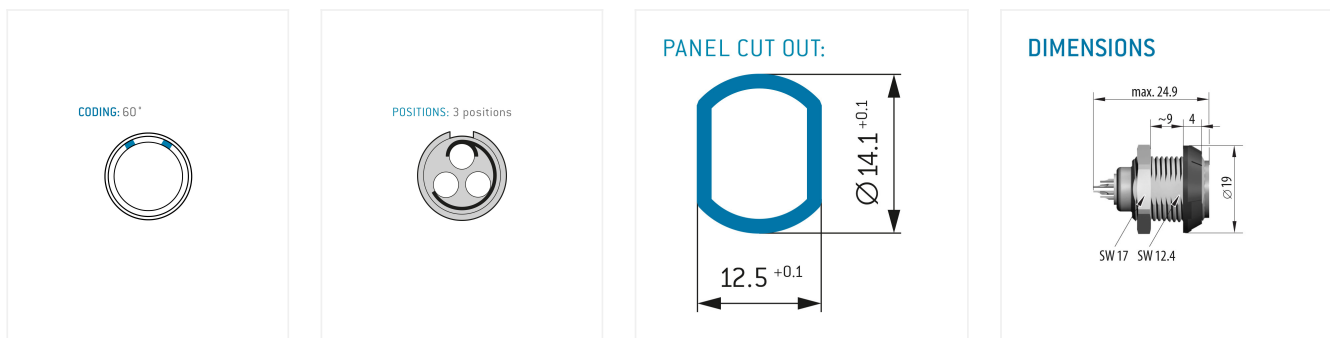 CODING: 60°
POSITIONS: 3 positions
PANEL CUT OUT:
Ø 14.1 +0.1
12.5 +0.1
DIMENSIONS
max. 24.9
~9
4
Ø 19
SW 17
SW 12.4